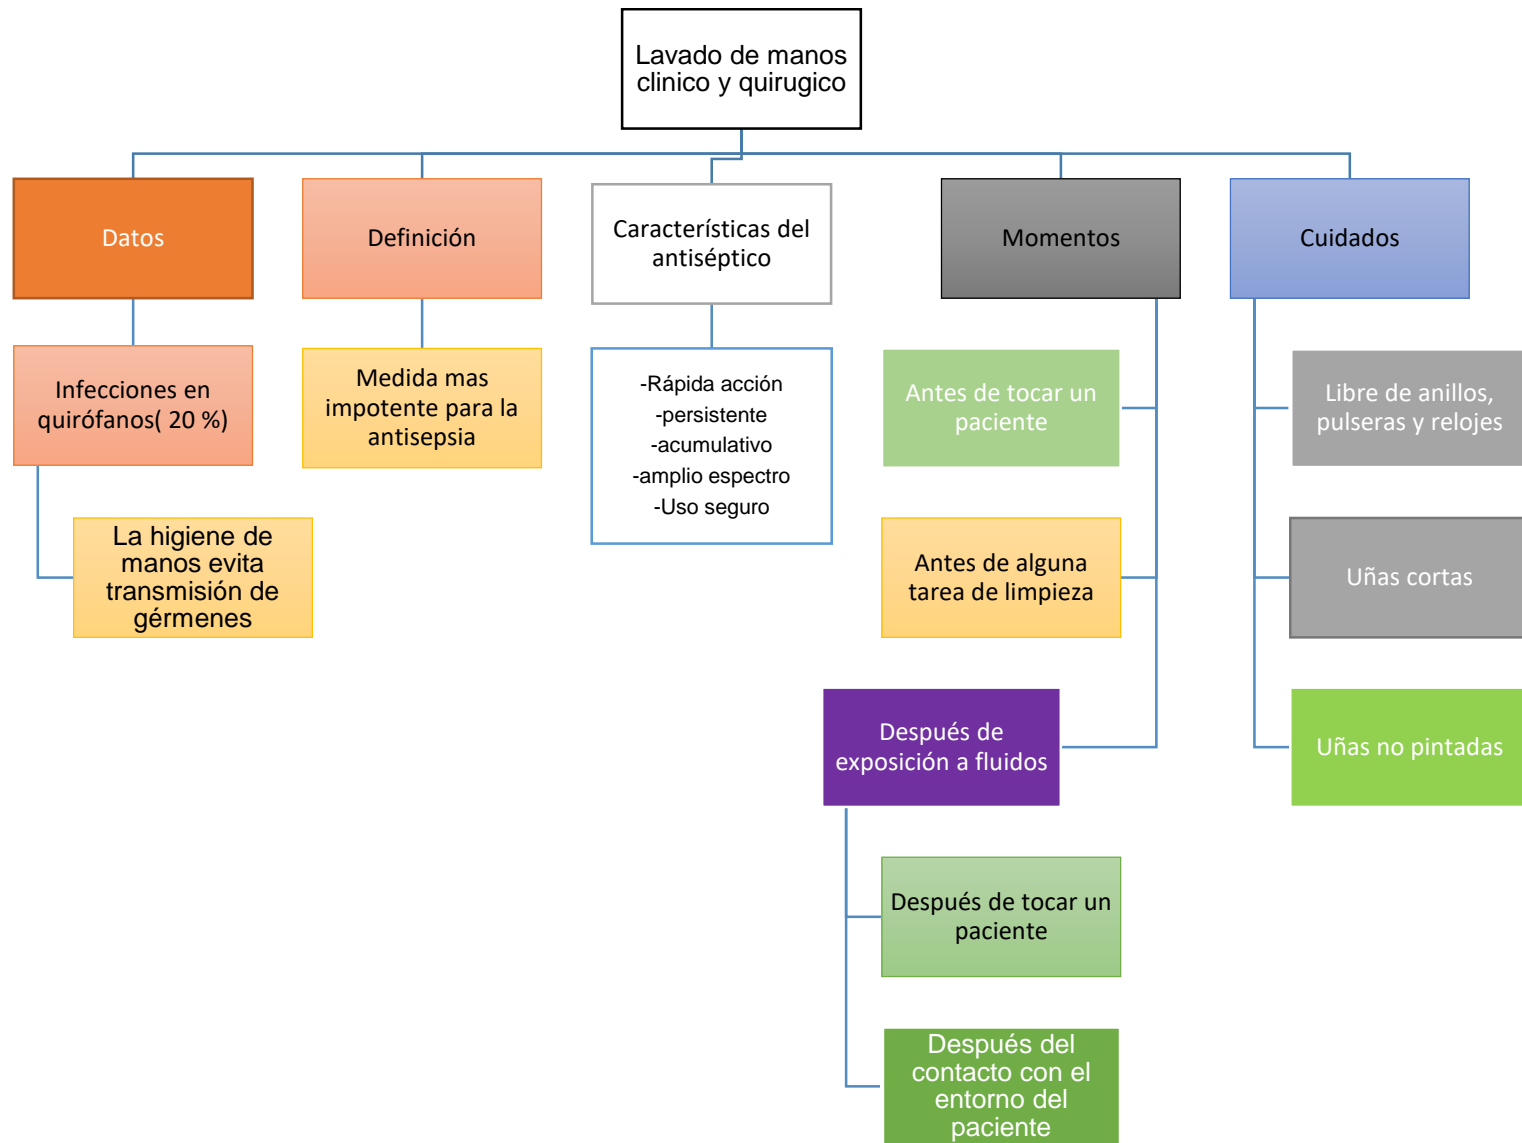 Lavado de manos
clinico y quirugico
Datos
Definición
Características del
antiséptico
Momentos
Cuidados
Infecciones en
quirófanos( 20 %)
La higiene de
manos evita
transmisión de
gérmenes
Medida mas
impotente para la
antisepsia
-Rápida acción
-persistente
-acumulativo
-amplio espectro
-Uso seguro
Antes de tocar un
paciente
Antes de alguna
tarea de limpieza
Después de
exposición a fluidos
Después de tocar un
paciente
Después del
contacto con el
entorno del
paciente
Libre de anillos,
pulseras y relojes
Uñas cortas
Uñas no pintadas